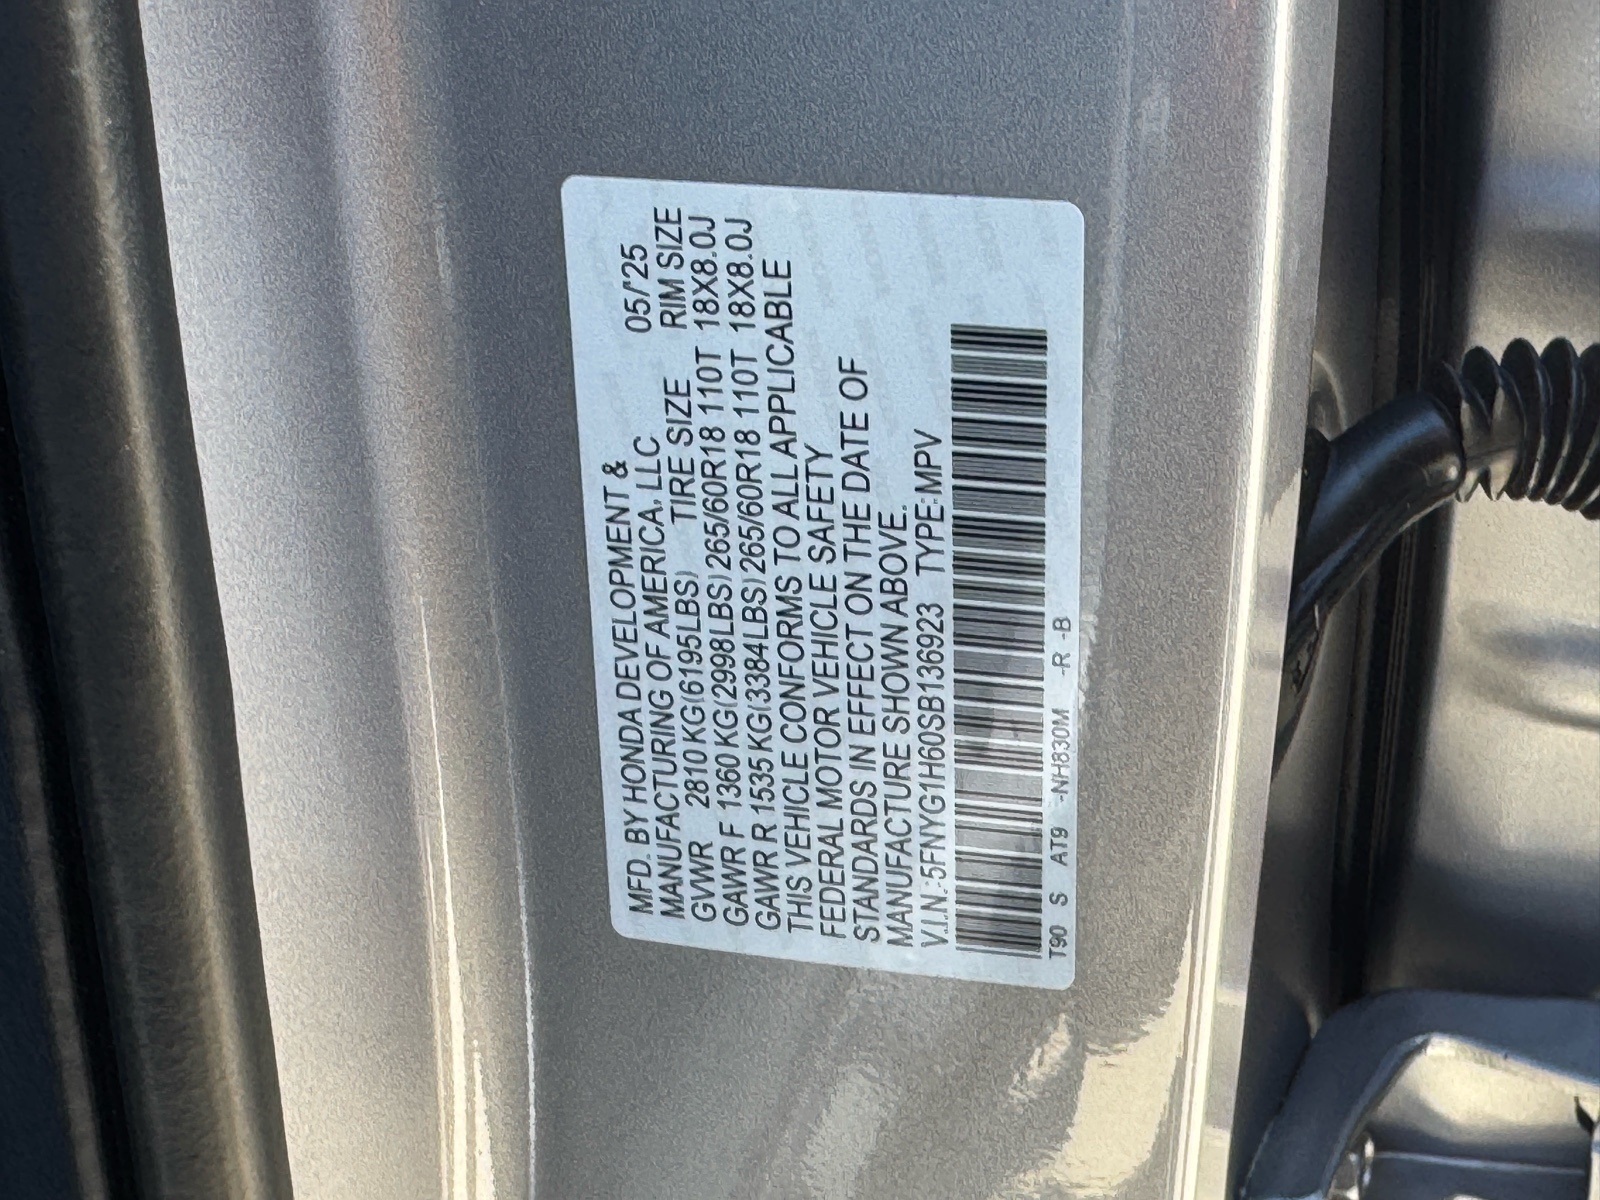 MFD. BY HONDA DEVELOPMENT &
MANUFACTURING OF AMERICA, LLC 05/'25
GVWR 2810 KG(6195LBS) TIRE SIZE RIM SIZE
GAWR F 1360 KG(2998LBS) 265/60R18 110T 18X8.0J
GAWR R 1535 KG(3384LBS) 265/60R18 110T 18X8.0J
THIS VEHICLE CONFORMS TO ALL APPLICABLE
FEDERAL MOTOR VEHICLE SAFETY
STANDARDS IN EFFECT ON THE DATE OF
MANUFACTURE SHOWN ABOVE.
V.I.N.:5FNYG1H60SB136923 TYPE: MPV
T90 S AT9 -NH830M -R -B